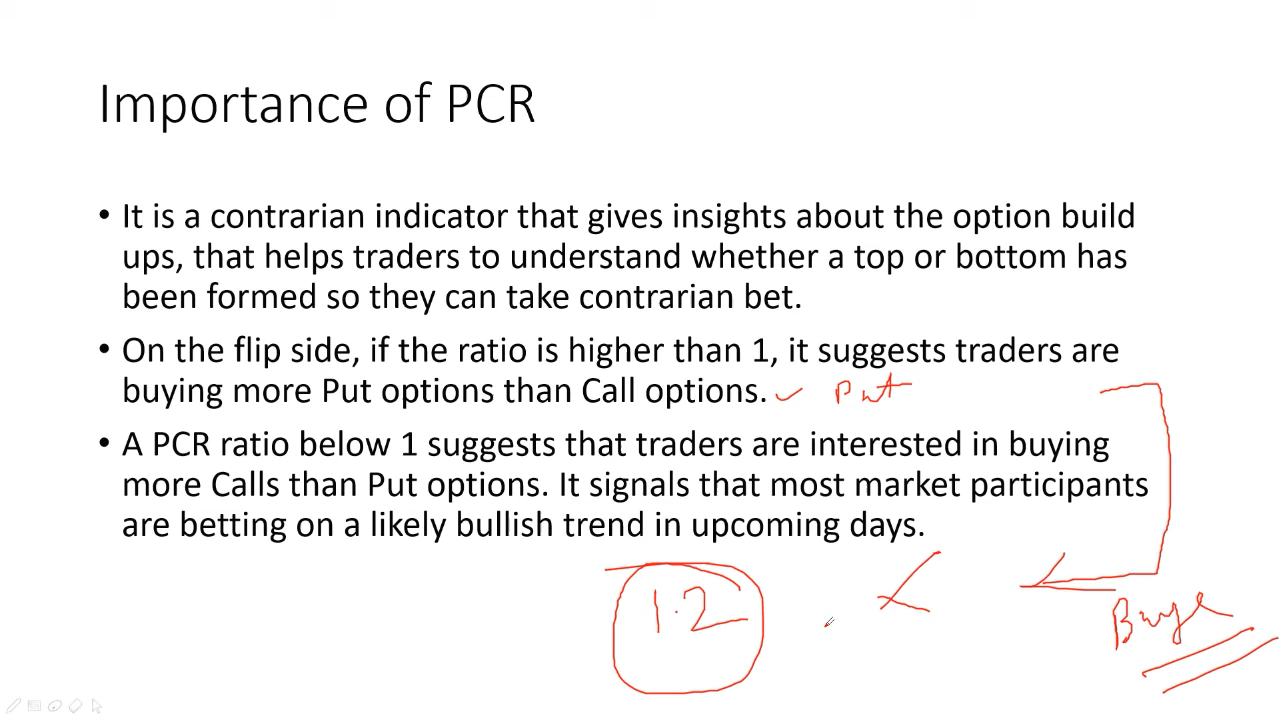 Importance of PCR
• It is a contrarian indicator that gives insights about the option build
ups, that helps traders to understand whether a top or bottom has
been formed so they can take contrarian bet.
• On the flip side, if the ratio is higher than 1, it suggests traders are
buying more Put options than Call options. ✓ Put
• A PCR ratio below 1 suggests that traders are interested in buying
more Calls than Put options. It signals that most market participants
are betting on a likely bullish trend in upcoming days.
1.2 <